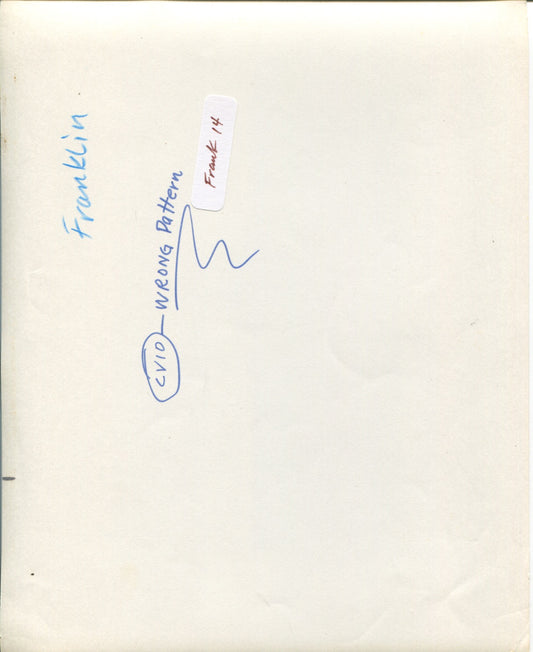 Franklin
CV10 — WRONG Pattern
Frank 14